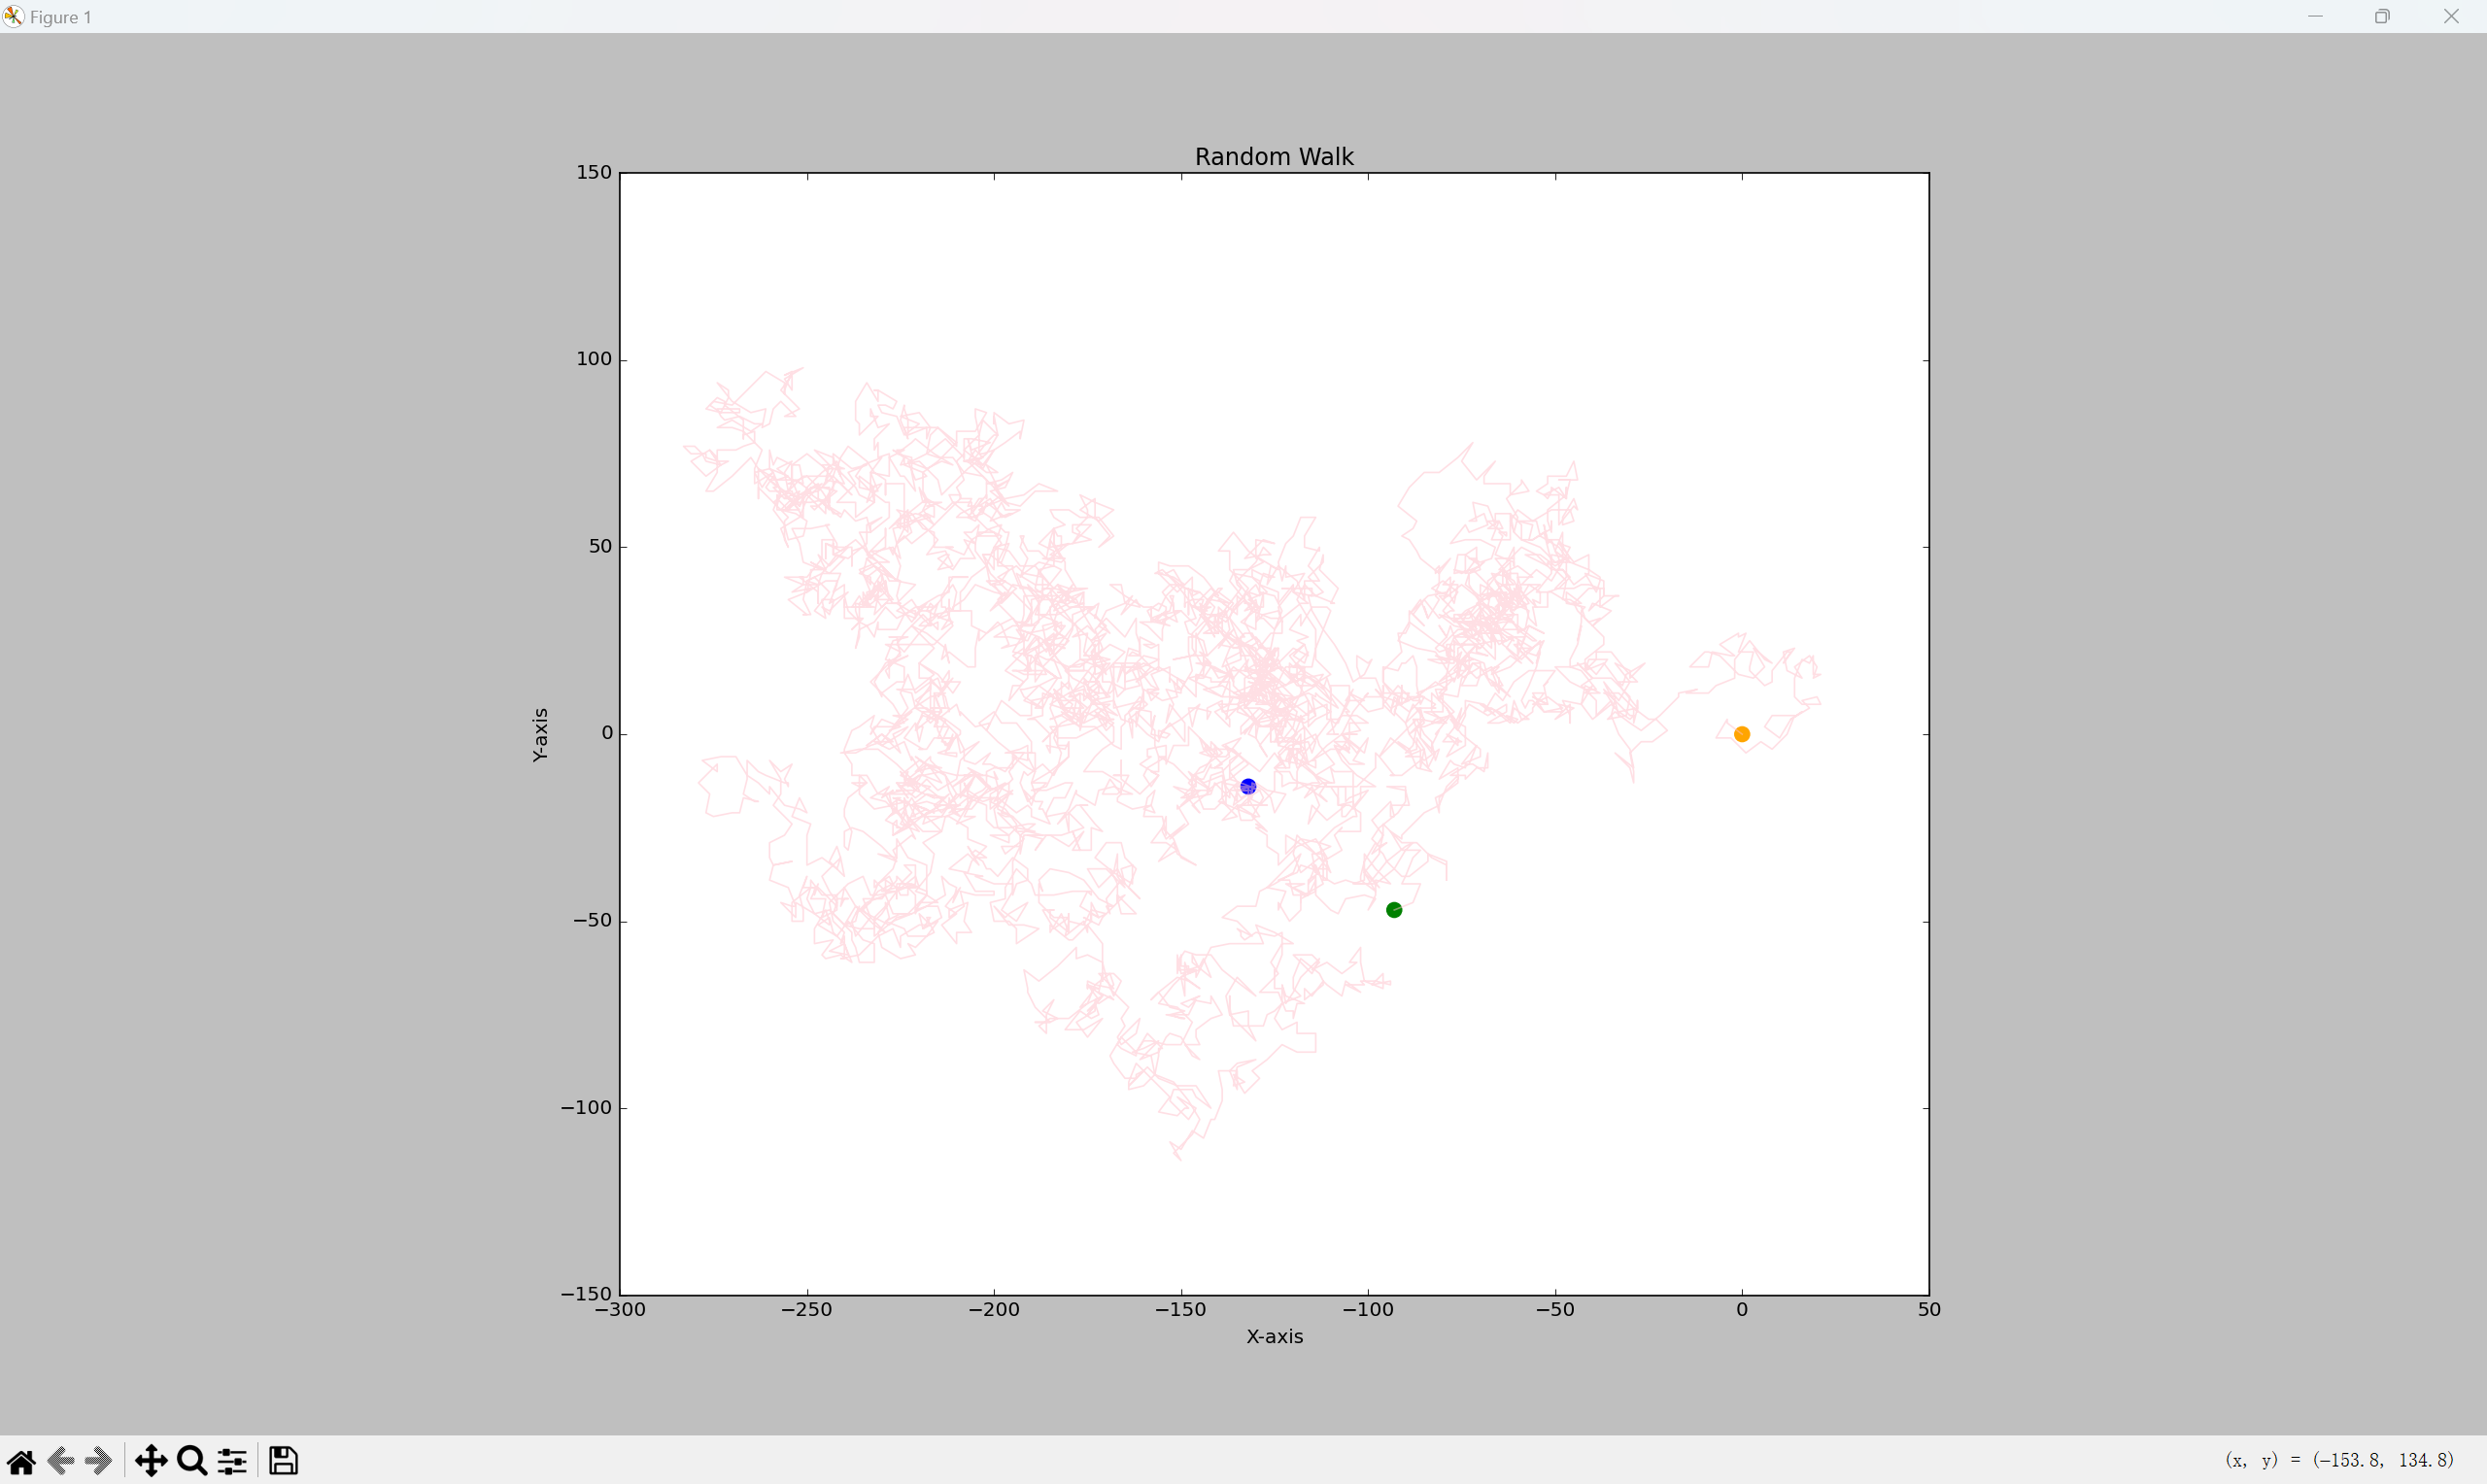 Figure 1
Random Walk
150
100
50
0
−50
−100
−150
Y-axis
−300 −250 −200 −150 −100 −50 0 50
X-axis
(x, y) = (−153.8, 134.8)